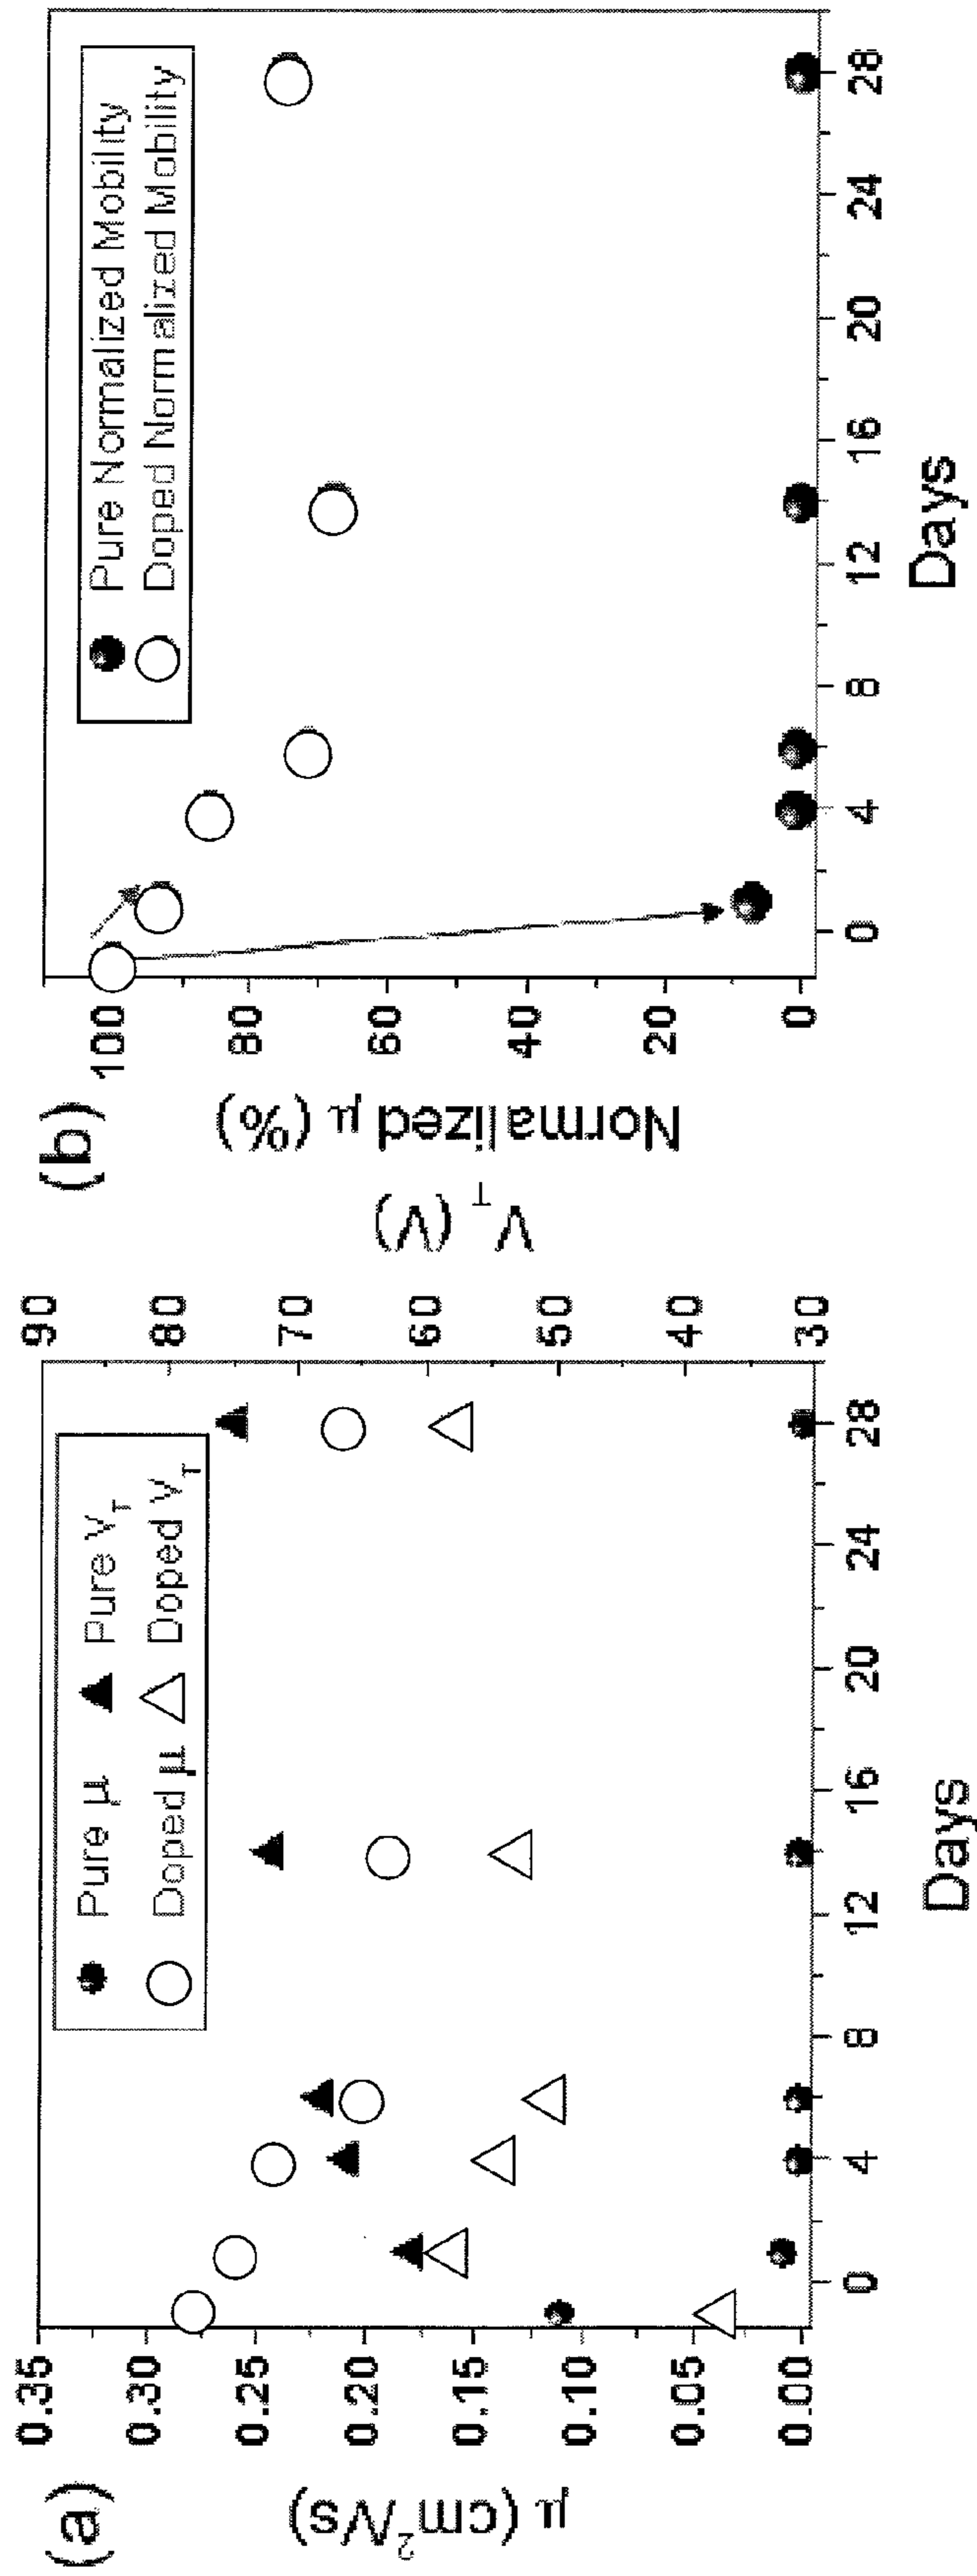 (a)
μ (cm²/Vs)
0.35
0.30
0.25
0.20
0.15
0.10
0.05
0.00
Pure μ
Pure V_T
Doped μ
Doped V_T
90
80
70
60
50
40
30
V_T (V)
0
4
8
12
16
20
24
28
Days
(b)
Normalized μ (%)
100
80
60
40
20
0
Pure Normalized Mobility
Doped Normalized Mobility
0
4
8
12
16
20
24
28
Days